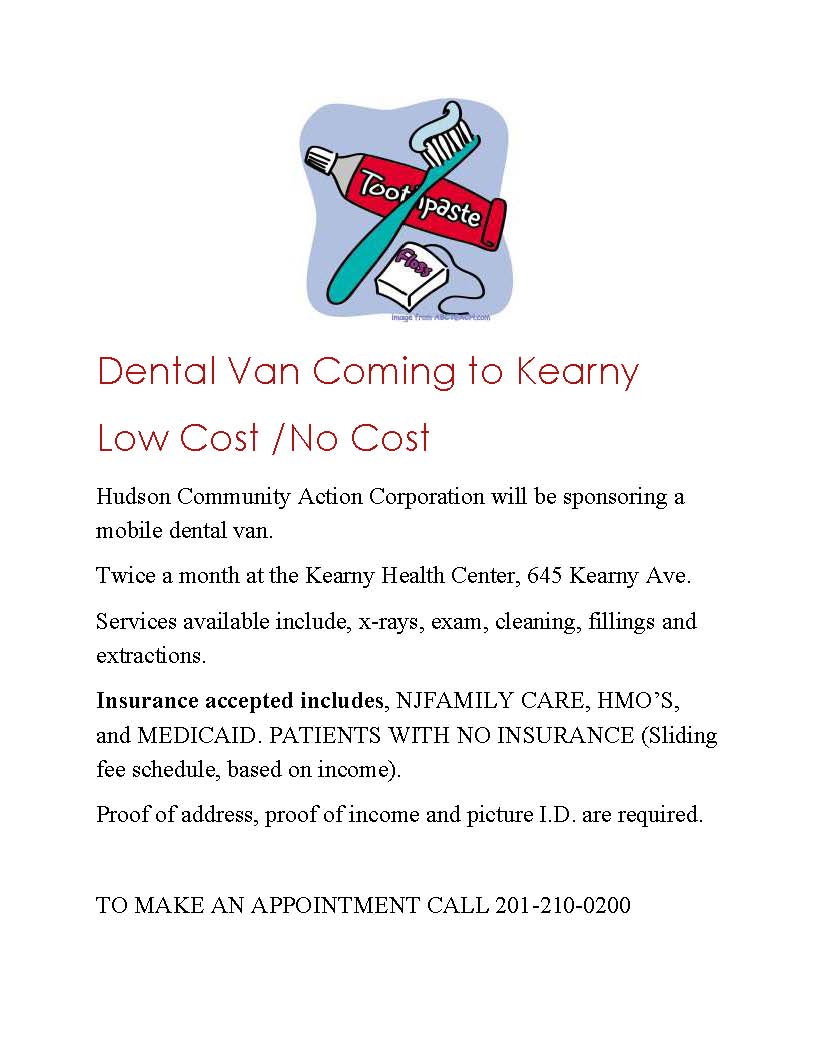 Toothpaste
Floss
Image from ABCTEACH.com
Dental Van Coming to Kearny
Low Cost /No Cost
Hudson Community Action Corporation will be sponsoring a
mobile dental van.
Twice a month at the Kearny Health Center, 645 Kearny Ave.
Services available include, x-rays, exam, cleaning, fillings and
extractions.
Insurance accepted includes, NJFAMILY CARE, HMO’S,
and MEDICAID. PATIENTS WITH NO INSURANCE (Sliding
fee schedule, based on income).
Proof of address, proof of income and picture I.D. are required.
TO MAKE AN APPOINTMENT CALL 201-210-0200